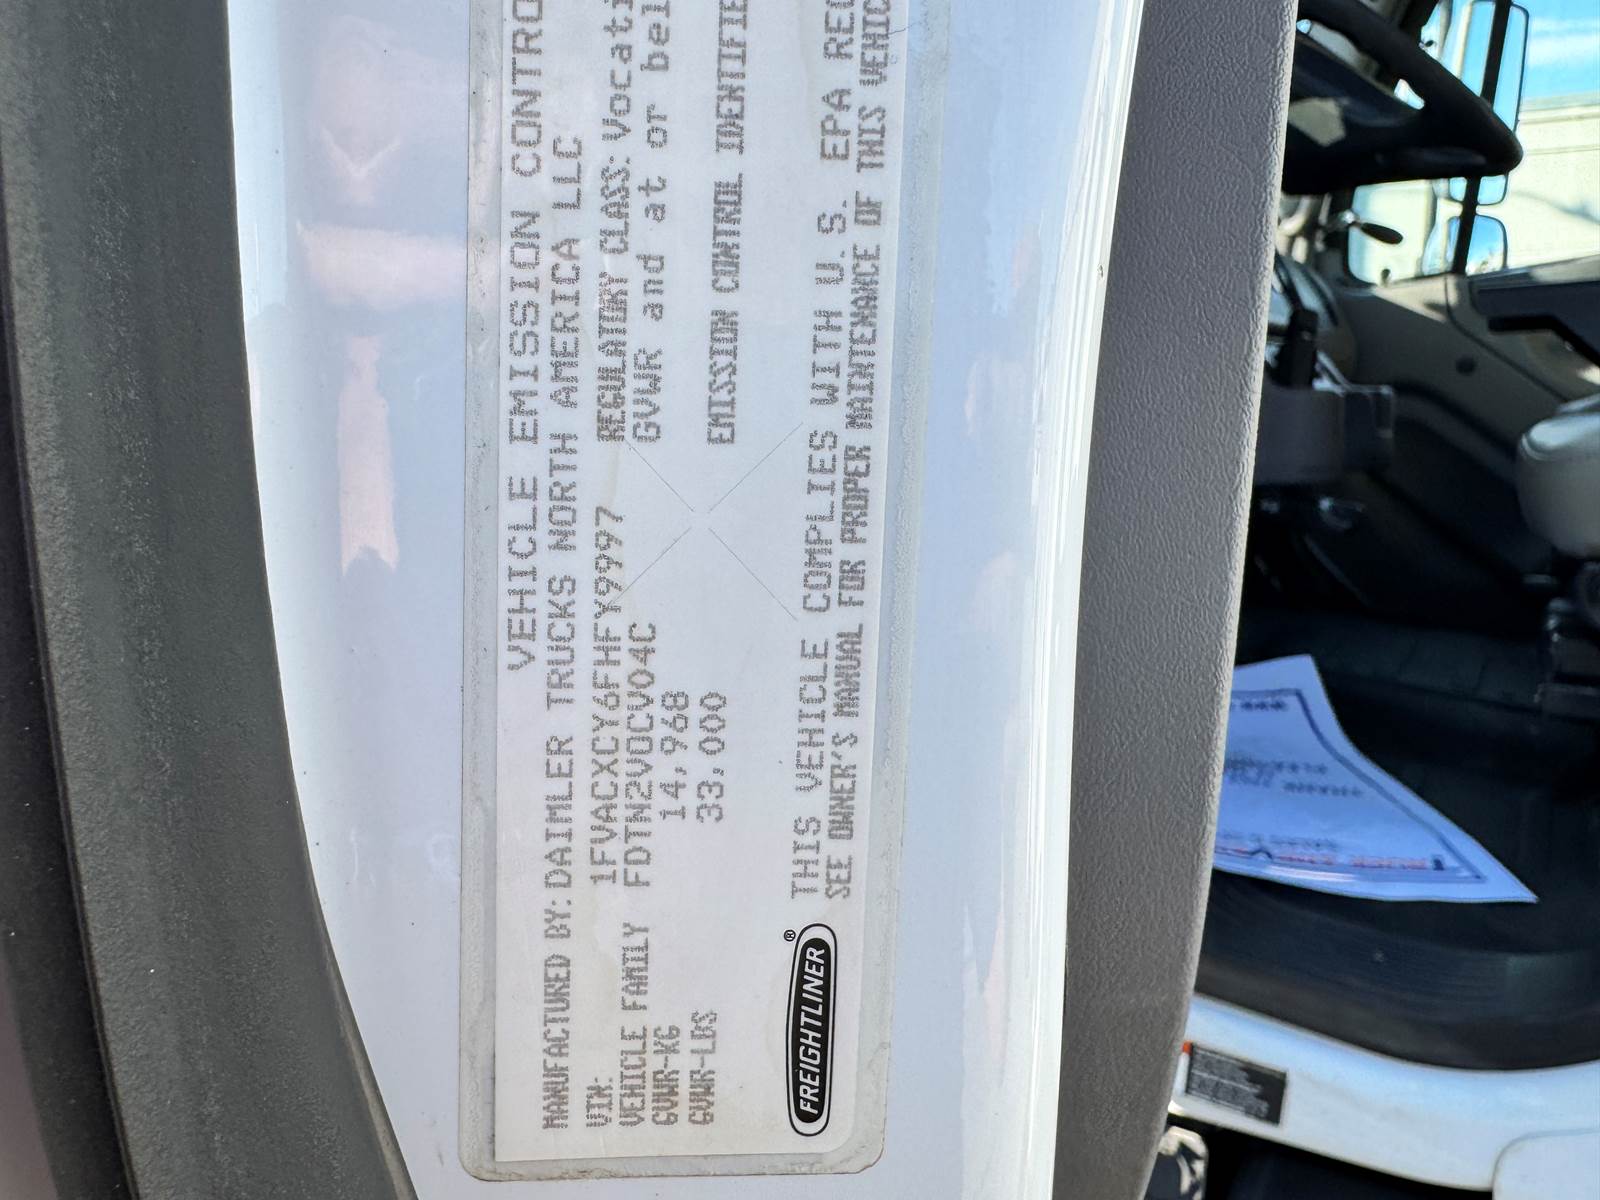 VEHICLE EMISSION CONTRO
MANUFACTURED BY: DAIMLER TRUCKS NORTH AMERICA LLC
VIN: 1FVACXCY6FHFY9997 REGULATORY CLASS: Vocati
VEHICLE FAMILY FDTN2VOCV04C GVWR and at or bel
GVWR-KG 14,968
GVWR-LBS 33,000 EMISSION CONTROL IDENTIFIE
FREIGHTLINER®
THIS VEHICLE COMPLIES WITH U.S. EPA REG
SEE OWNER'S MANUAL FOR PROPER MAINTENANCE OF THIS VEHIC